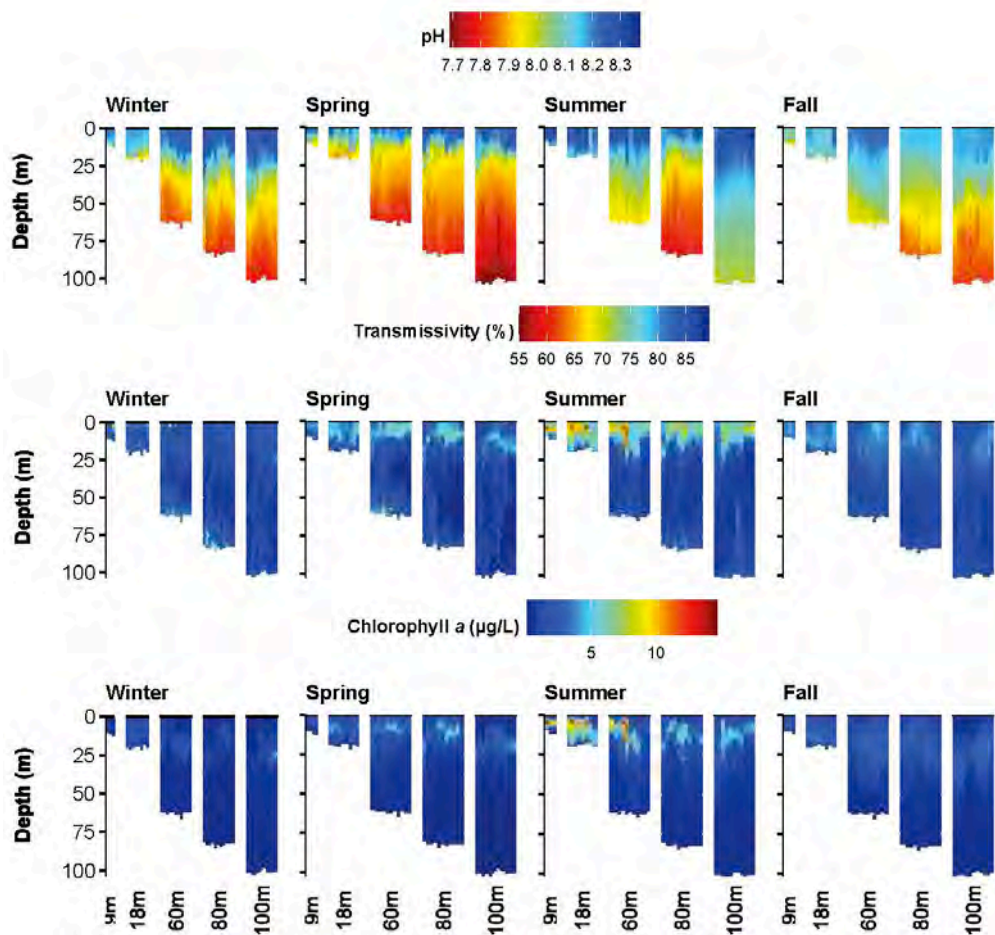 pH
7.7 7.8 7.9 8.0 8.1 8.2 8.3
Winter Spring Summer Fall
Depth (m)
0
25
50
75
100
Transmissivity (%)
55 60 65 70 75 80 85
Winter Spring Summer Fall
Depth (m)
0
25
50
75
100
Chlorophyll a (µg/L)
5 10
Winter Spring Summer Fall
Depth (m)
0
25
50
75
100
9m 18m 60m 80m 100m 9m 18m 60m 80m 100m 9m 18m 60m 80m 100m 9m 18m 60m 80m 100m